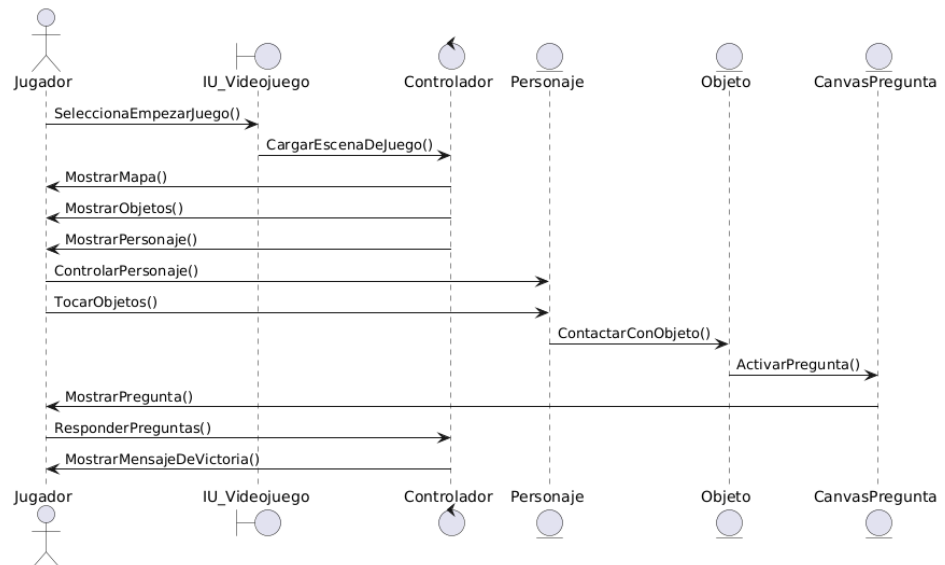 Jugador IU_Videojuego Controlador Personaje Objeto CanvasPregunta
SeleccionaEmpezarJuego()
CargarEscenaDeJuego()
MostrarMapa()
MostrarObjetos()
MostrarPersonaje()
ControlarPersonaje()
TocarObjetos()
ContactarConObjeto()
ActivarPregunta()
MostrarPregunta()
ResponderPreguntas()
MostrarMensajeDeVictoria()
Jugador IU_Videojuego Controlador Personaje Objeto CanvasPregunta